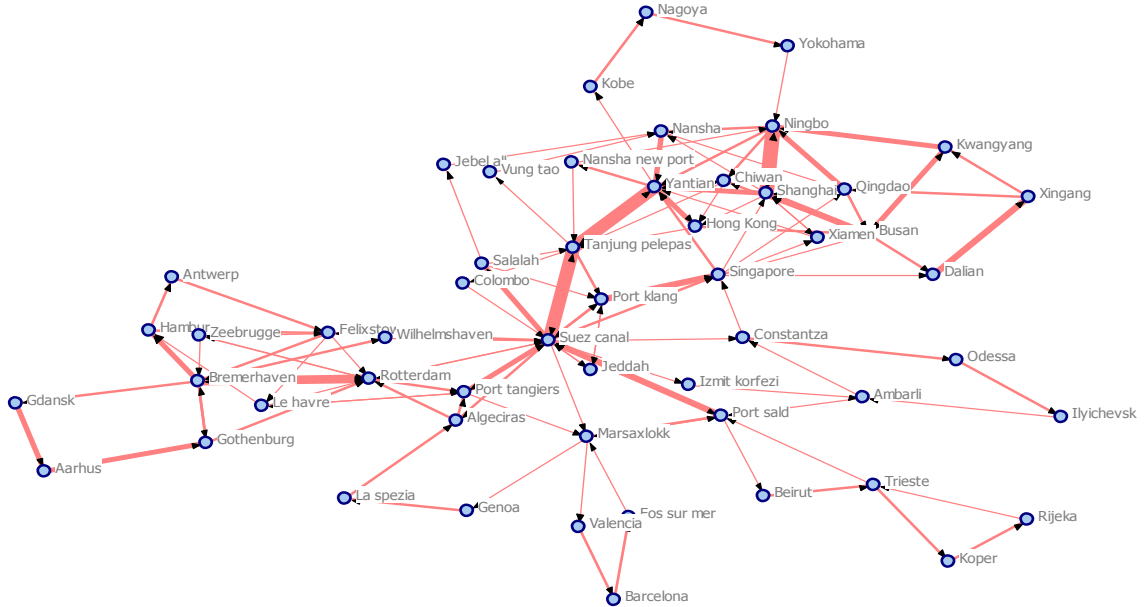 Nagoya
Yokohama
Kobe
Nansha
Ningbo
Kwangyang
Jebel a
Vung tao
Nansha new port
Yantian
Chiwan
Shanghai
Qingdao
Xingang
Hong Kong
Xiamen
Busan
Tanjung pelepas
Salalah
Colombo
Singapore
Dalian
Antwerp
Port klang
Hambur
Zeebrugge
Felixstow
Wilhelmshaven
Suez canal
Constantza
Odessa
Bremerhaven
Rotterdam
Jeddah
Izmit korfezi
Port tangiers
Ambarli
Gdansk
Le havre
Algeciras
Port said
Ilyichevsk
Gothenburg
Marsaxlokk
Aarhus
La spezia
Genoa
Beirut
Trieste
Valencia
Fos sur mer
Rijeka
Koper
Barcelona